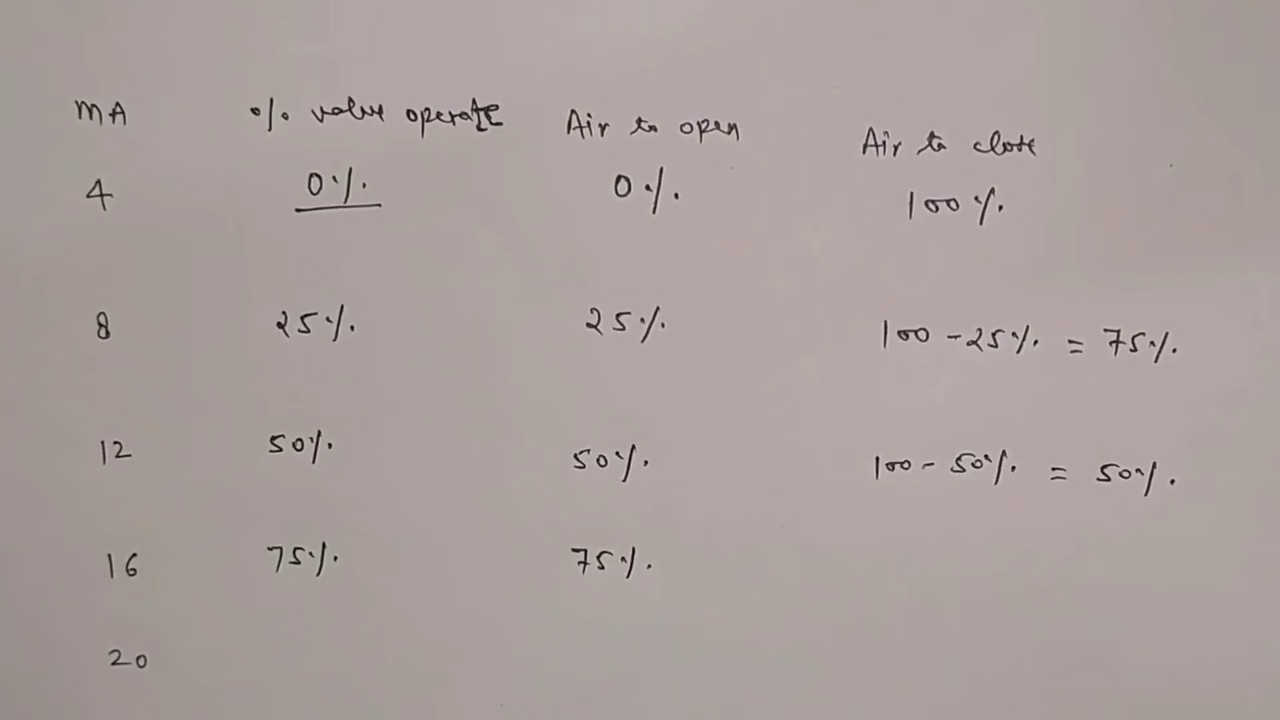 MA % valve operate Air to open Air to close
4 0% 0% 100%
8 25% 25% 100-25% = 75%
12 50% 50% 100-50% = 50%
16 75% 75%
20